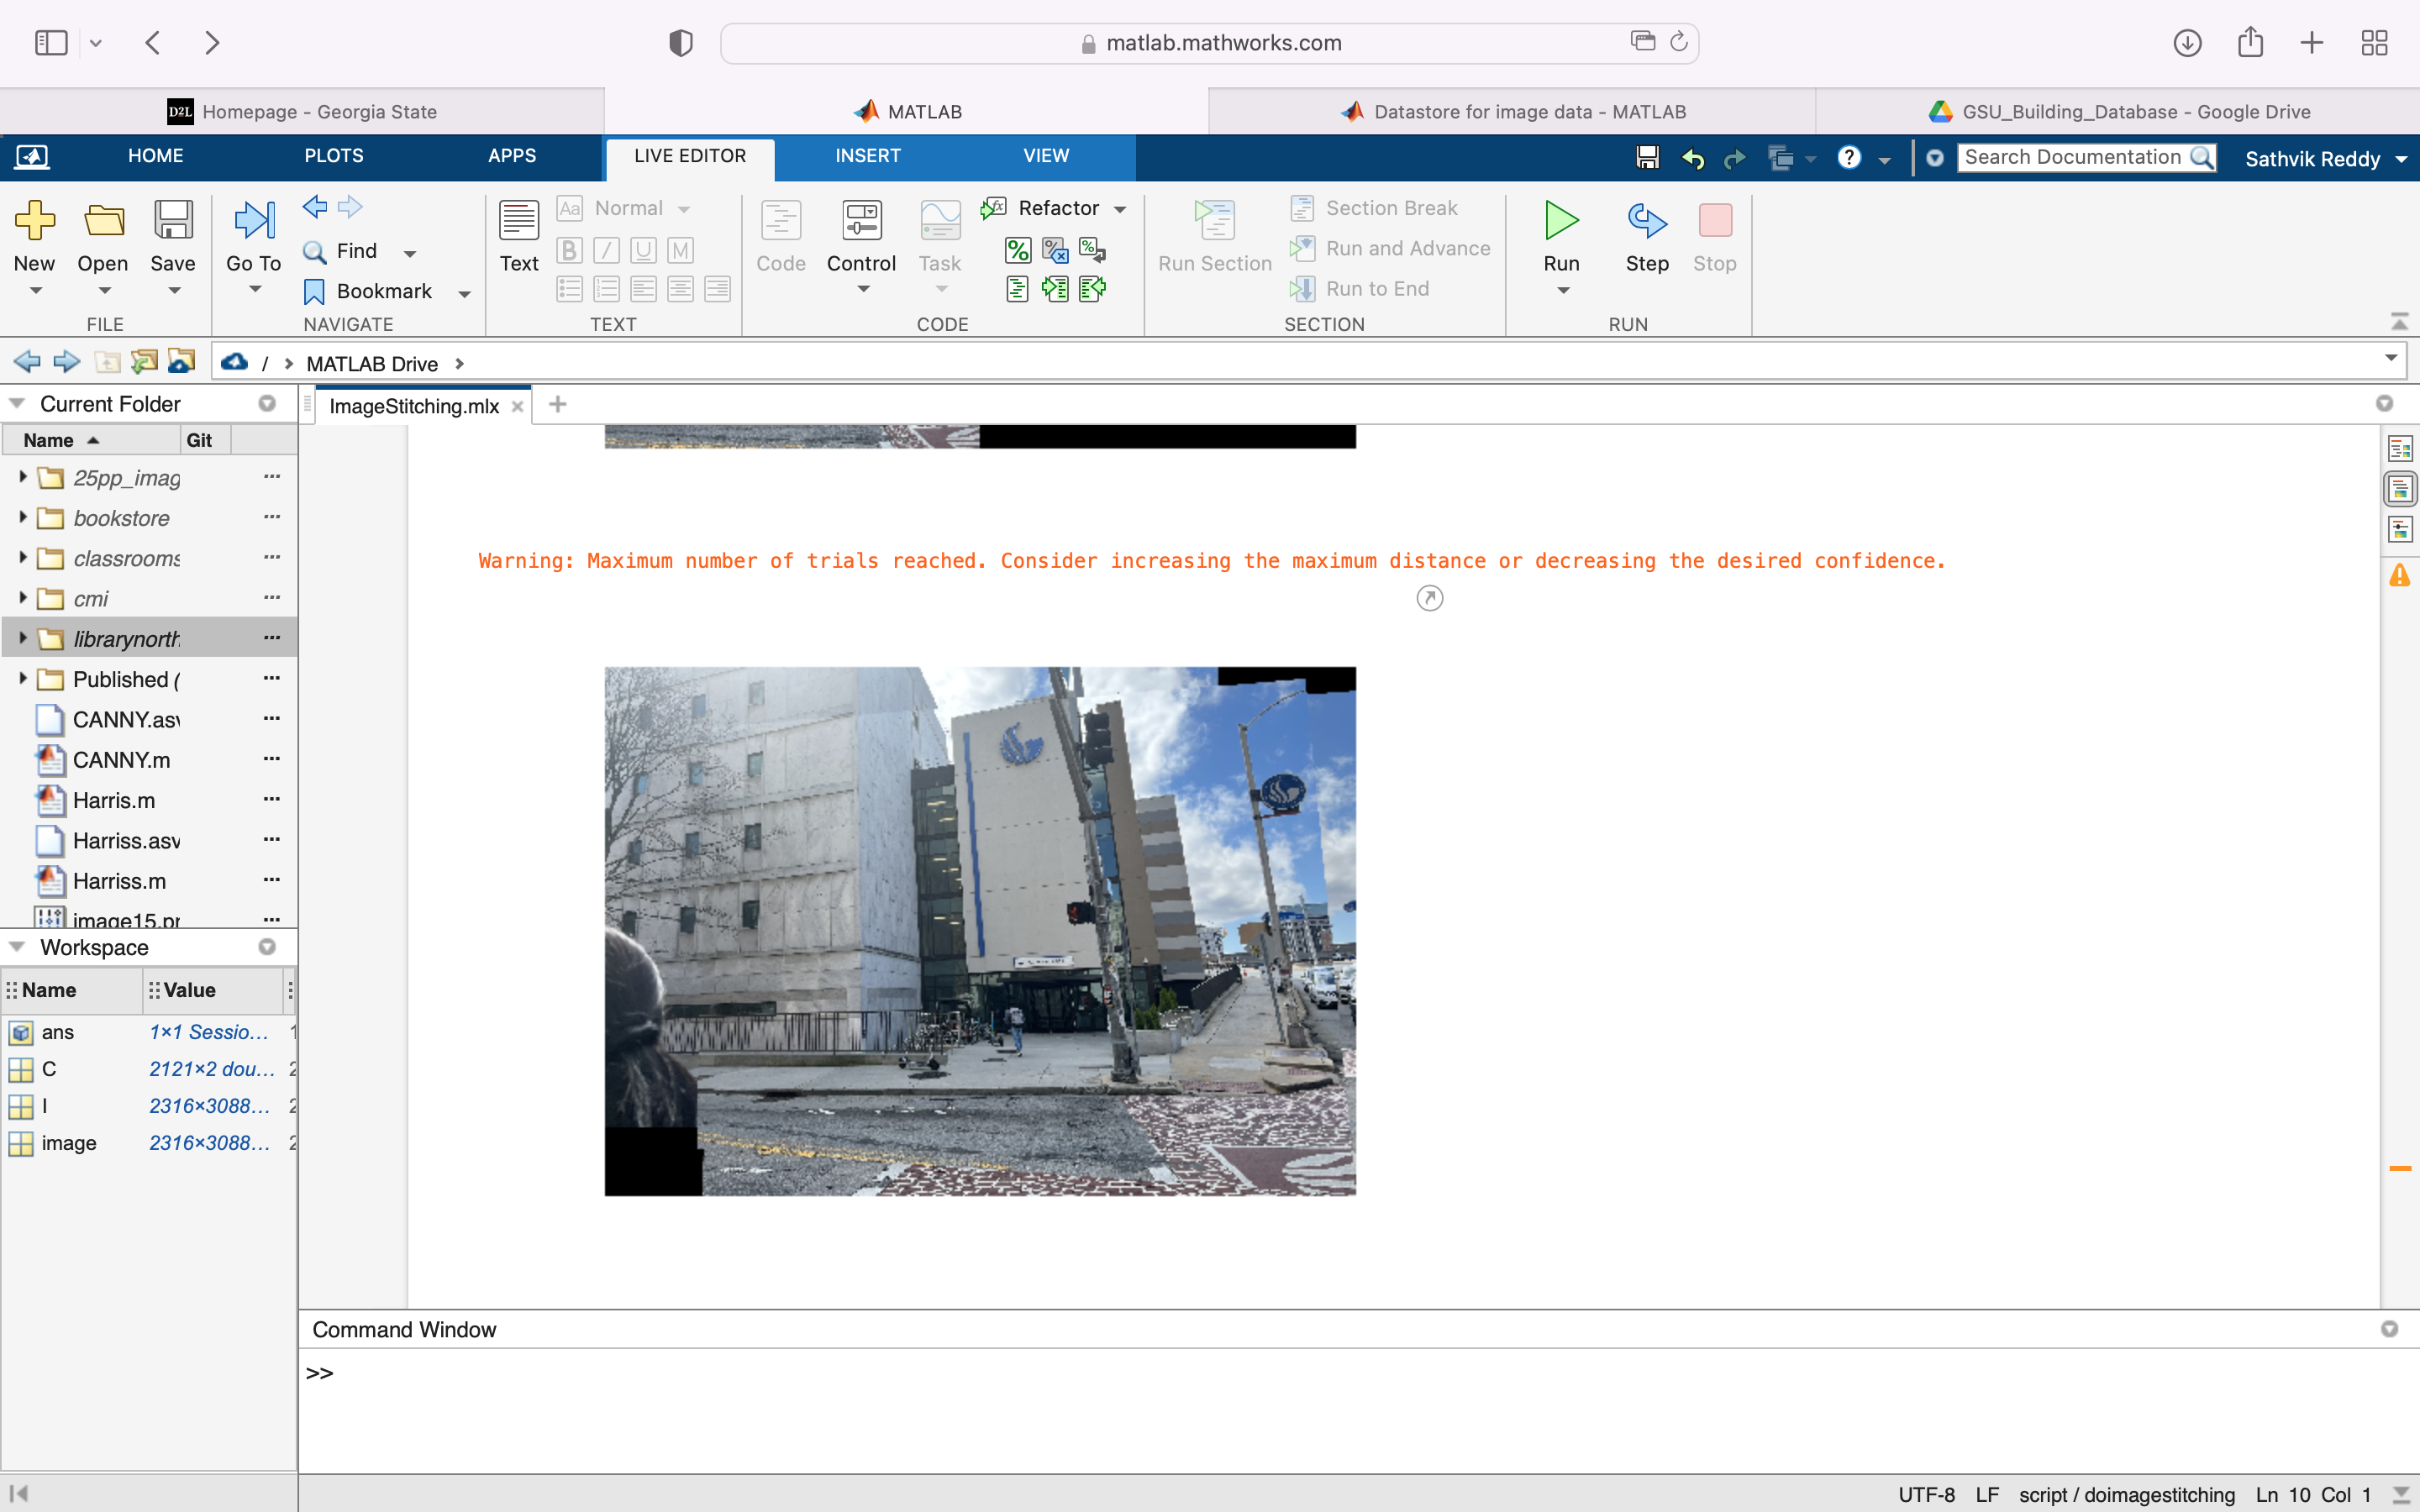 matlab.mathworks.com
D2L Homepage - Georgia State
MATLAB
Datastore for image data - MATLAB
GSU_Building_Database - Google Drive
HOME
PLOTS
APPS
LIVE EDITOR
INSERT
VIEW
Search Documentation
Sathvik Reddy
New
Open
Save
FILE
Go To
Find
Bookmark
NAVIGATE
Text
Aa Normal
B I U M
TEXT
Code
Control
Task
Refactor
CODE
Run Section
Section Break
Run and Advance
Run to End
SECTION
Run
Step
Stop
RUN
/ › MATLAB Drive ›
Current Folder
ImageStitching.mlx
Name Git
25pp_imag
bookstore
classrooms
cmi
librarynorth
Published (
CANNY.asv
CANNY.m
Harris.m
Harriss.asv
Harriss.m
image15.pr
Workspace
Name Value
ans 1×1 Sessio... 1
C 2121×2 dou... 2
I 2316×3088... 2
image 2316×3088... 2
Warning: Maximum number of trials reached. Consider increasing the maximum distance or decreasing the desired confidence.
Command Window
>>
UTF-8 LF script / doimagestitching Ln 10 Col 1